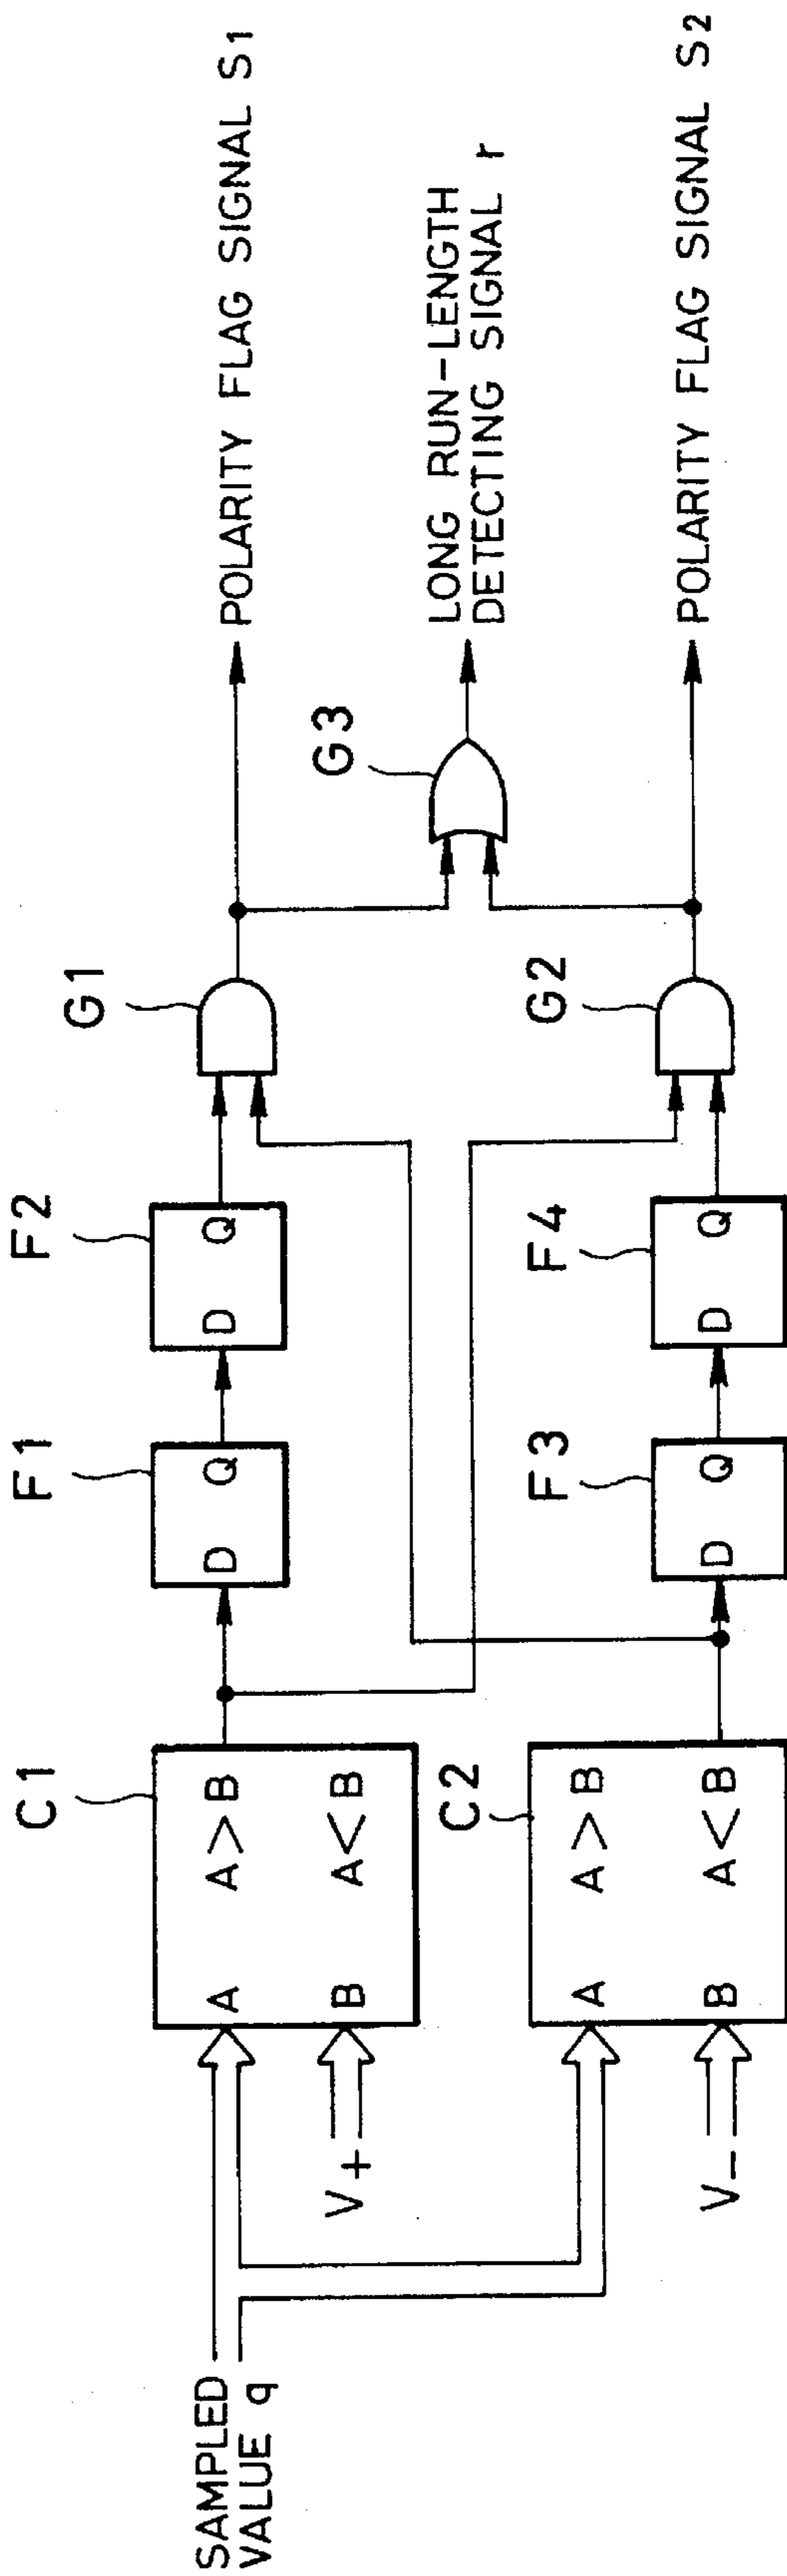 SAMPLED
VALUE q
V+
V−
C1
A
A>B
B
A<B
C2
A
A>B
B
A<B
F1
D
Q
F2
D
Q
F3
D
Q
F4
D
Q
G1
G2
G3
POLARITY FLAG SIGNAL S1
LONG RUN-LENGTH
DETECTING SIGNAL r
POLARITY FLAG SIGNAL S2